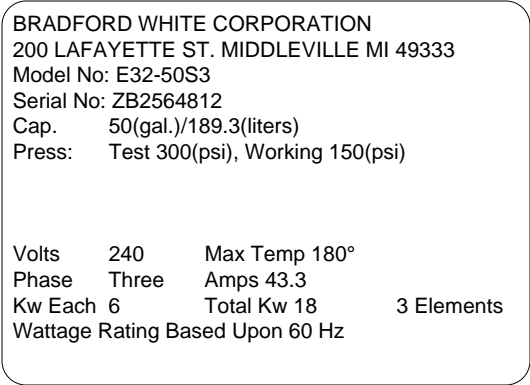 BRADFORD WHITE CORPORATION
200 LAFAYETTE ST. MIDDLEVILLE MI 49333
Model No: E32-50S3
Serial No: ZB2564812
Cap. 50(gal.)/189.3(liters)
Press: Test 300(psi), Working 150(psi)
Volts 240 Max Temp 180°
Phase Three Amps 43.3
Kw Each 6 Total Kw 18 3 Elements
Wattage Rating Based Upon 60 Hz